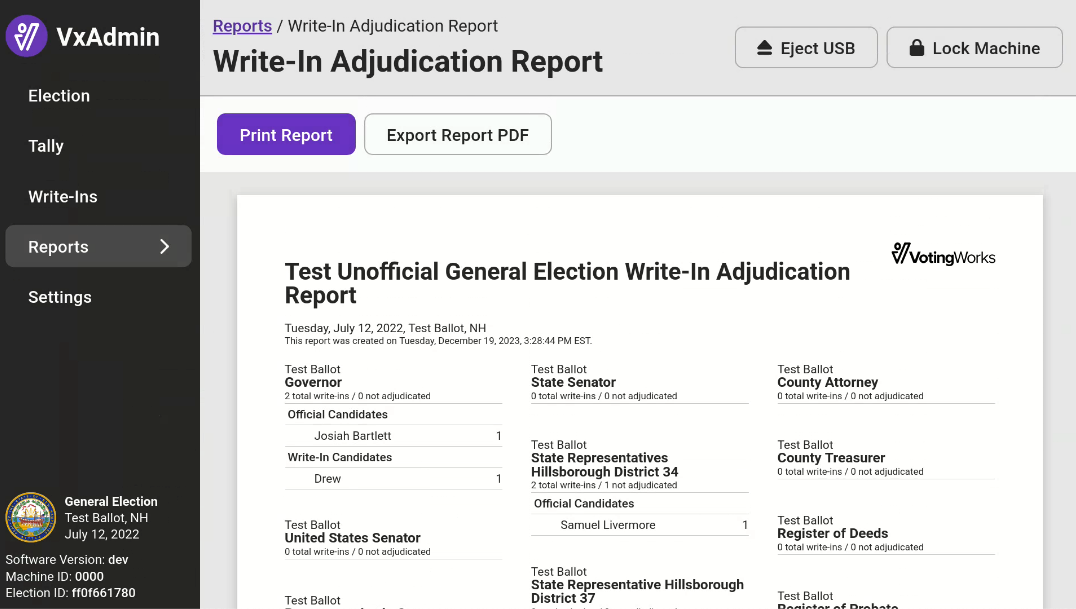 VxAdmin
Election
Tally
Write-Ins
Reports
Settings
General Election
Test Ballot, NH
July 12, 2022
Software Version: dev
Machine ID: 0000
Election ID: ff0f661780
Reports / Write-In Adjudication Report
Write-In Adjudication Report
Eject USB
Lock Machine
Print Report
Export Report PDF
VotingWorks
Test Unofficial General Election Write-In Adjudication
Report
Tuesday, July 12, 2022, Test Ballot, NH
This report was created on Tuesday, December 19, 2023, 3:28:44 PM EST.
Test Ballot
Governor
2 total write-ins / 0 not adjudicated
Official Candidates
Josiah Bartlett 1
Write-In Candidates
Drew 1
Test Ballot
United States Senator
0 total write-ins / 0 not adjudicated
Test Ballot
Test Ballot
State Senator
0 total write-ins / 0 not adjudicated
Test Ballot
State Representatives
Hillsborough District 34
2 total write-ins / 1 not adjudicated
Official Candidates
Samuel Livermore 1
Test Ballot
State Representative Hillsborough
District 37
Test Ballot
County Attorney
0 total write-ins / 0 not adjudicated
Test Ballot
County Treasurer
0 total write-ins / 0 not adjudicated
Test Ballot
Register of Deeds
0 total write-ins / 0 not adjudicated
Test Ballot
Register of Probate